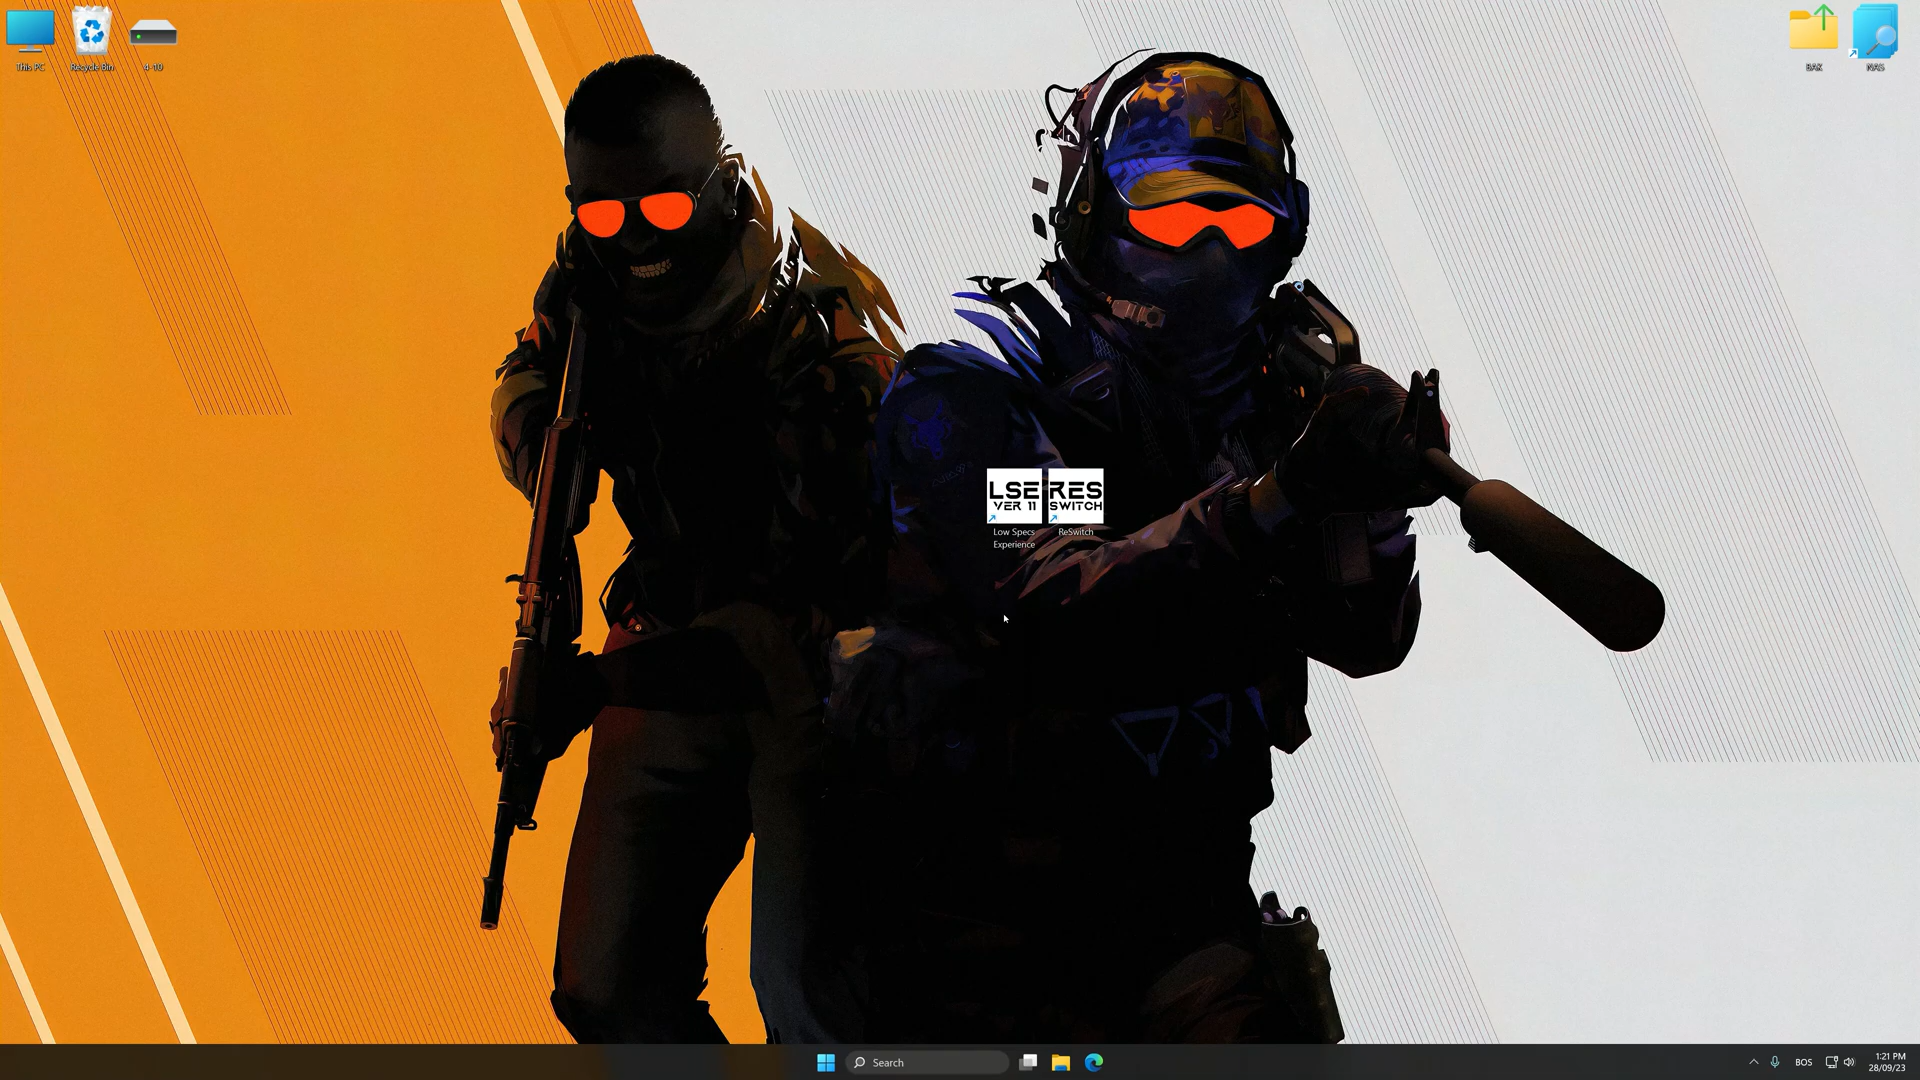 This PC
Recycle Bin
4-10
BAK
NAS
LSE
VER 11
RES
SWITCH
Low Specs
Experience
ReSwitch
Search
BOS
1:21 PM
28/09/23